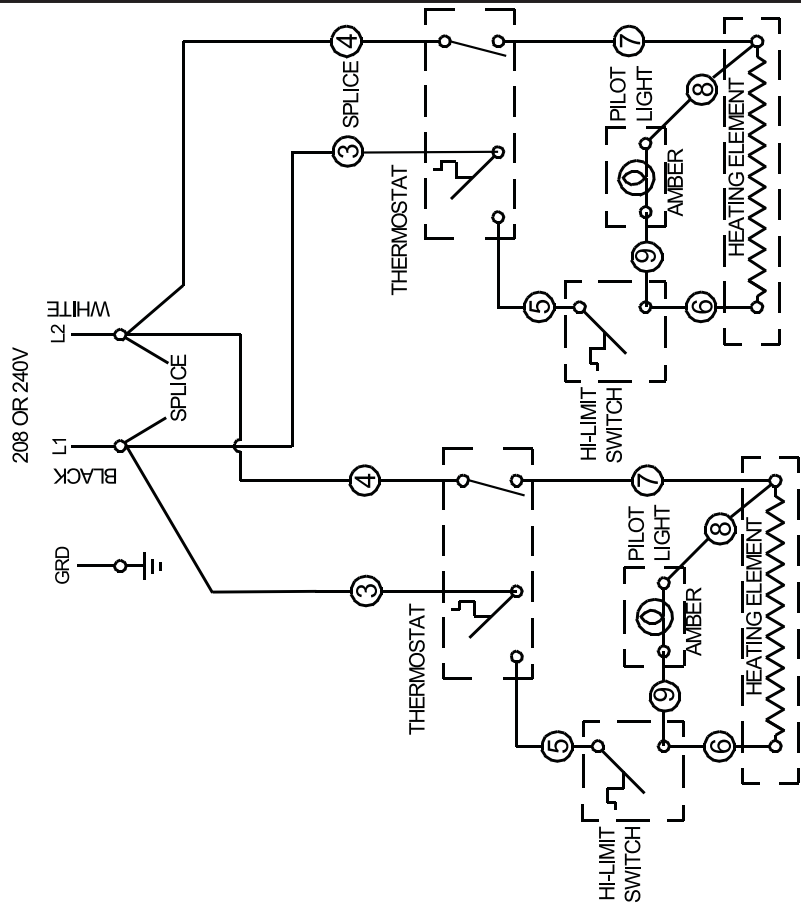 208 OR 240V
GRD
BLACK
L1
L2
WHITE
SPLICE
4
SPLICE
3
THERMOSTAT
7
PILOT
LIGHT
8
AMBER
9
HEATING ELEMENT
5
6
HI-LIMIT
SWITCH
4
3
THERMOSTAT
7
PILOT
LIGHT
8
AMBER
9
HEATING ELEMENT
5
6
HI-LIMIT
SWITCH